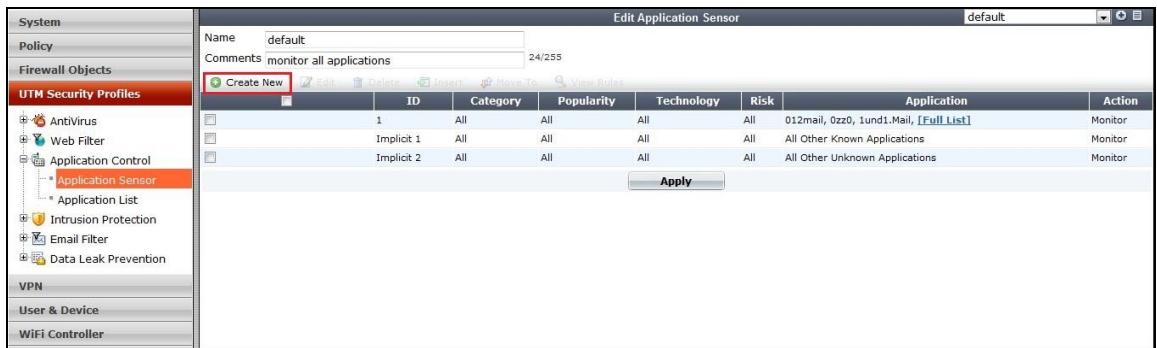 System
Policy
Firewall Objects
UTM Security Profiles
AntiVirus
Web Filter
Application Control
Application Sensor
Application List
Intrusion Protection
Email Filter
Data Leak Prevention
VPN
User & Device
WiFi Controller
Edit Application Sensor default
Name default
Comments monitor all applications 24/255
Create New Edit Delete Insert Move To View Rules
ID Category Popularity Technology Risk Application Action
1 All All All All 012mail, 0zz0, 1und1.Mail, [Full List] Monitor
Implicit 1 All All All All All Other Known Applications Monitor
Implicit 2 All All All All All Other Unknown Applications Monitor
Apply